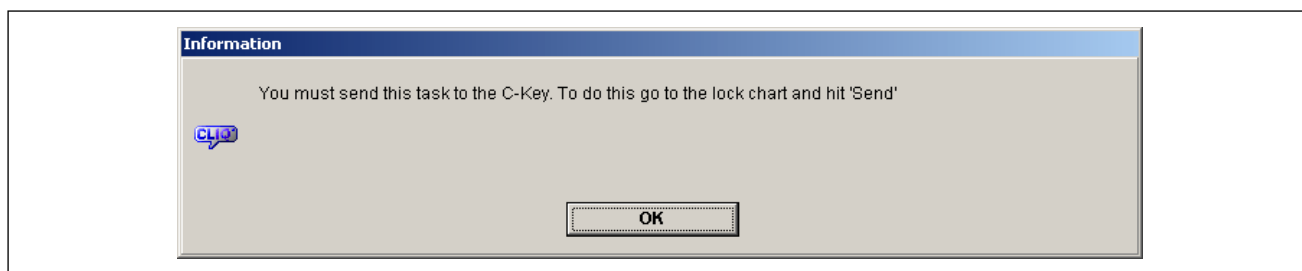 Information
You must send this task to the C-Key. To do this go to the lock chart and hit 'Send'
CLIQ
OK